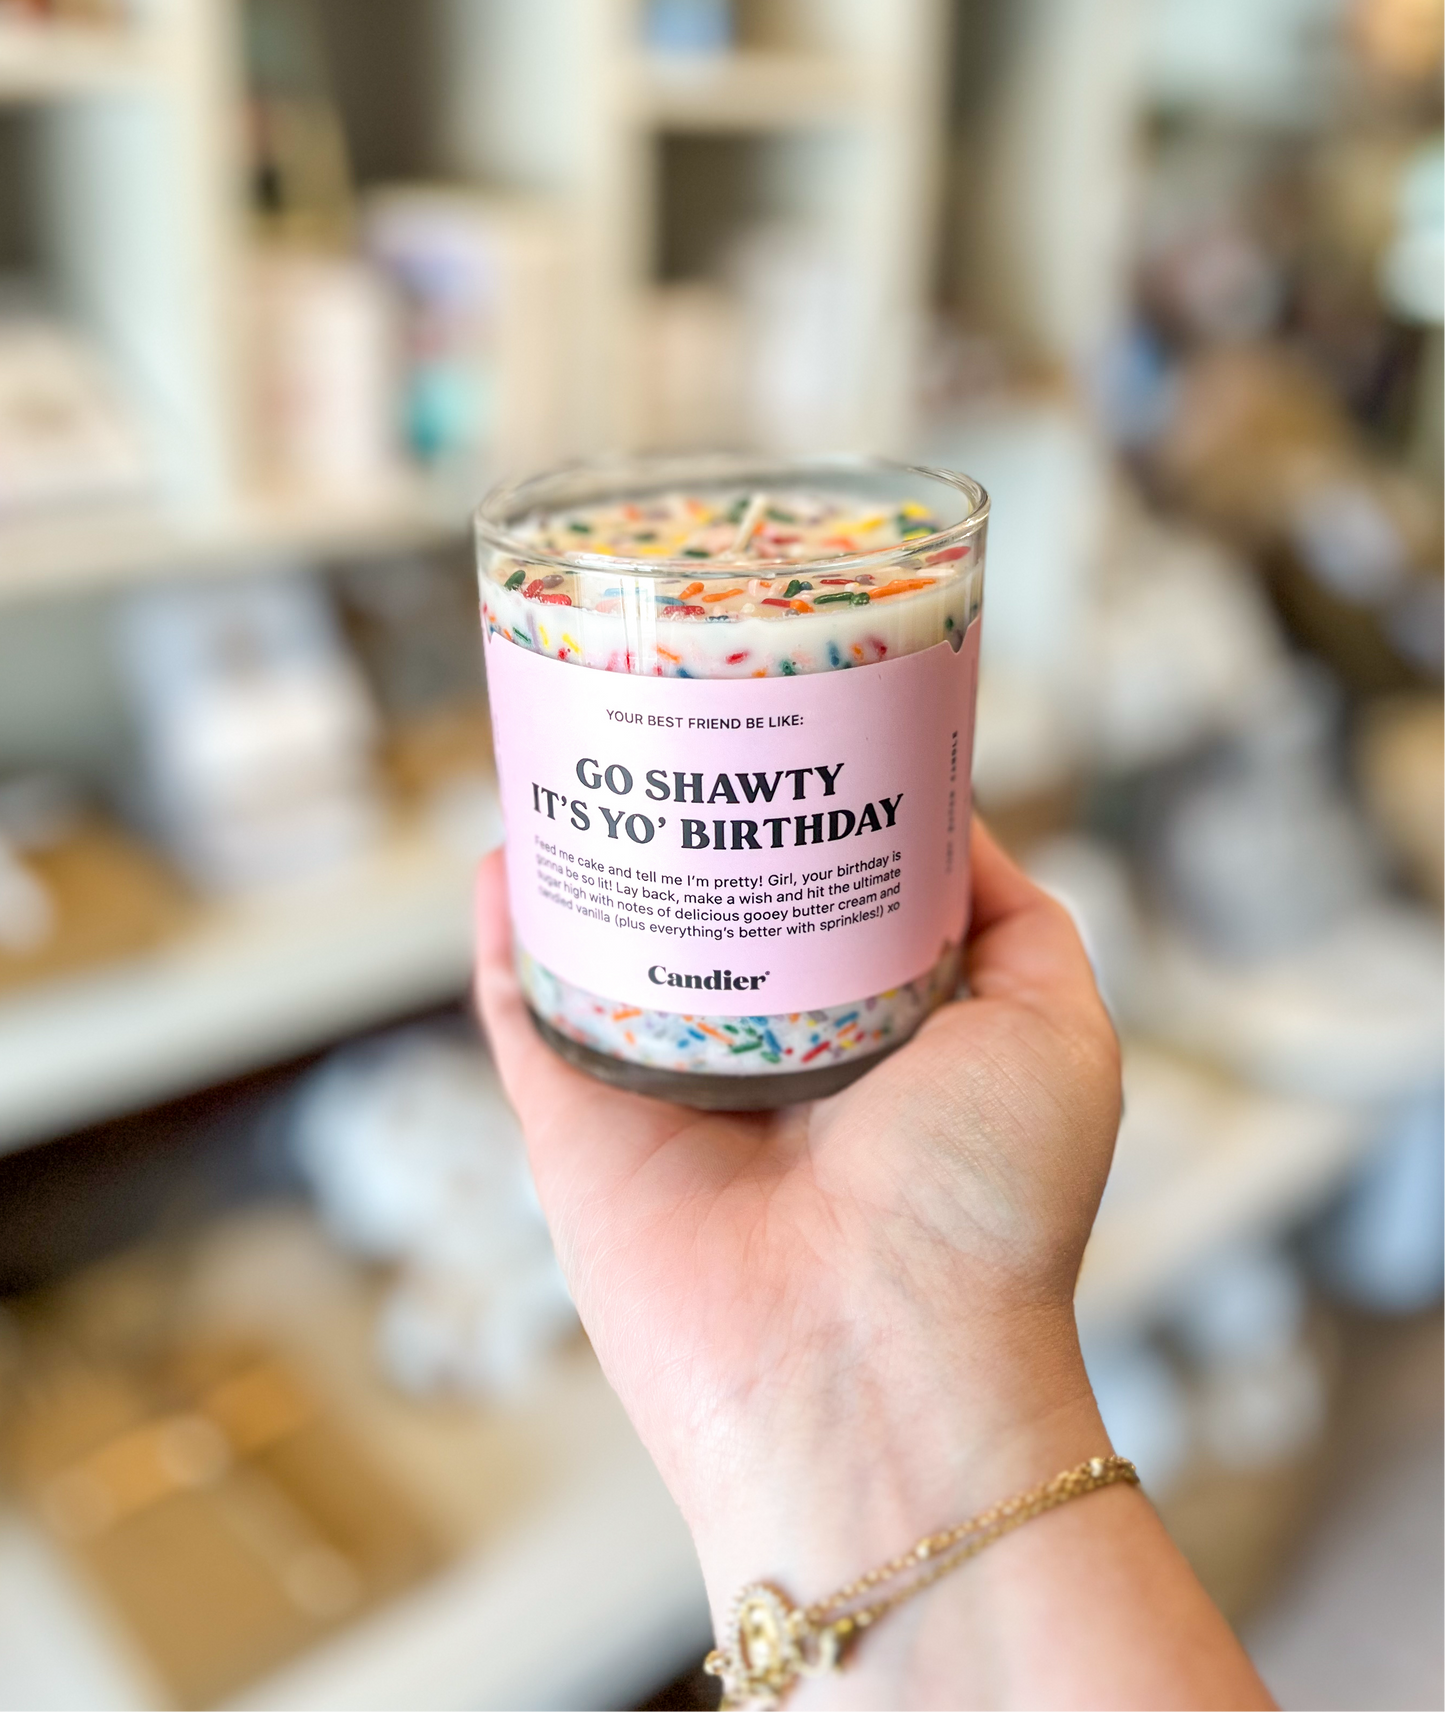 YOUR BEST FRIEND BE LIKE:
GO SHAWTY
IT'S YO' BIRTHDAY
Feed me cake and tell me I'm pretty! Girl, your birthday is
gonna be so lit! Lay back, make a wish and hit the ultimate
sugar high with notes of delicious gooey butter cream and
candied vanilla (plus everything's better with sprinkles!) xo
Candier
CANDLE